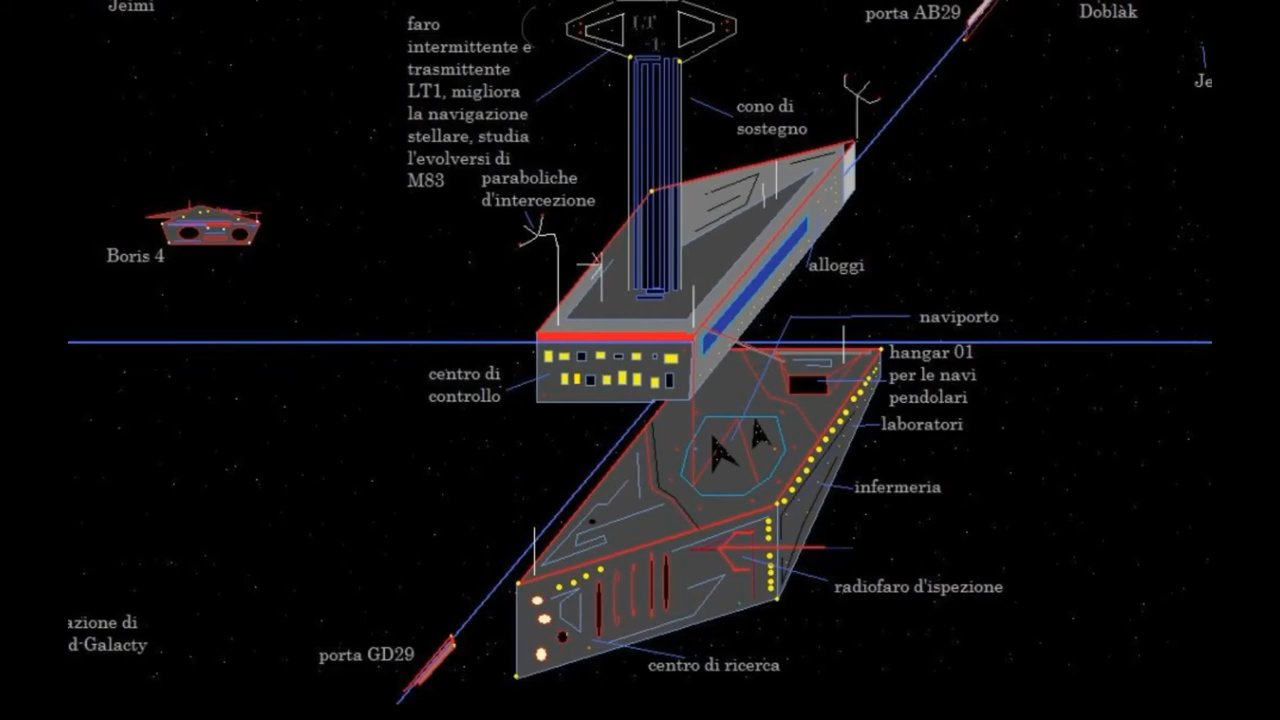 Jeimi
faro
intermittente e
trasmittente
LT1, migliora
la navigazione
stellare, studia
l'evolversi di
M83
LT
-1
porta AB29
Doblàk
Je
cono di
sostegno
paraboliche
d'intercezione
Boris 4
alloggi
naviporto
centro di
controllo
hangar 01
per le navi
pendolari
laboratori
infermeria
radiofaro d'ispezione
azione di
d-Galacty
porta GD29
centro di ricerca